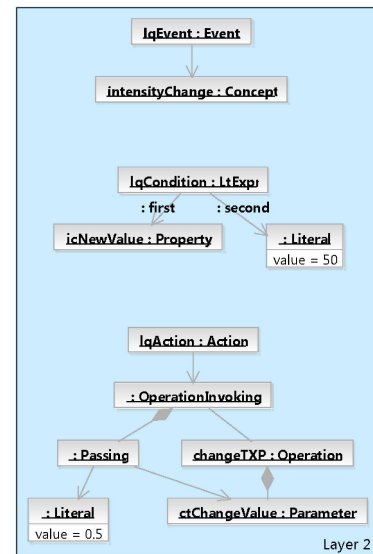 lqEvent : Event
intensityChange : Concept
lqCondition : LtExpr
: first : second
icNewValue : Property
: Literal
value = 50
lqAction : Action
: OperationInvoking
: Passing
changeTXP : Operation
: Literal
value = 0.5
ctChangeValue : Parameter
Layer 2